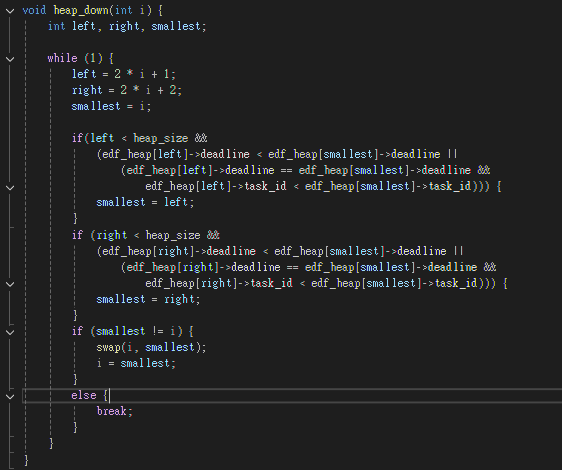 void heap_down(int i) {
    int left, right, smallest;

    while (1) {
        left = 2 * i + 1;
        right = 2 * i + 2;
        smallest = i;

        if(left < heap_size &&
            (edf_heap[left]->deadline < edf_heap[smallest]->deadline ||
                (edf_heap[left]->deadline == edf_heap[smallest]->deadline &&
                    edf_heap[left]->task_id < edf_heap[smallest]->task_id))) {
            smallest = left;
        }
        if (right < heap_size &&
            (edf_heap[right]->deadline < edf_heap[smallest]->deadline ||
                (edf_heap[right]->deadline == edf_heap[smallest]->deadline &&
                    edf_heap[right]->task_id < edf_heap[smallest]->task_id))) {
            smallest = right;
        }
        if (smallest != i) {
            swap(i, smallest);
            i = smallest;
        }
        else {
            break;
        }
    }
}